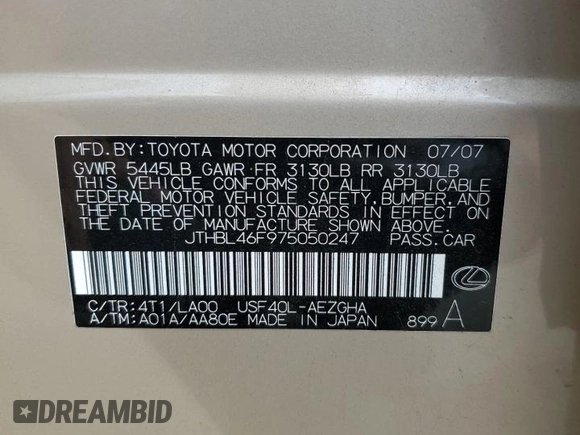 MFD.BY:TOYOTA MOTOR CORPORATION 07/07
GVWR 5445LB GAWR FR 3130LB RR 3130LB
THIS VEHICLE CONFORMS TO ALL APPLICABLE
FEDERAL MOTOR VEHICLE SAFETY,BUMPER,AND
THEFT PREVENTION STANDARDS IN EFFECT ON
THE DATE OF MANUFACTURE SHOWN ABOVE.
JTHBL46F975050247 PASS.CAR
C/TR:4T1/LA00 USF40L-AEZGHA
A/TM:A01A/AA80E MADE IN JAPAN 899 A
DREAMBID